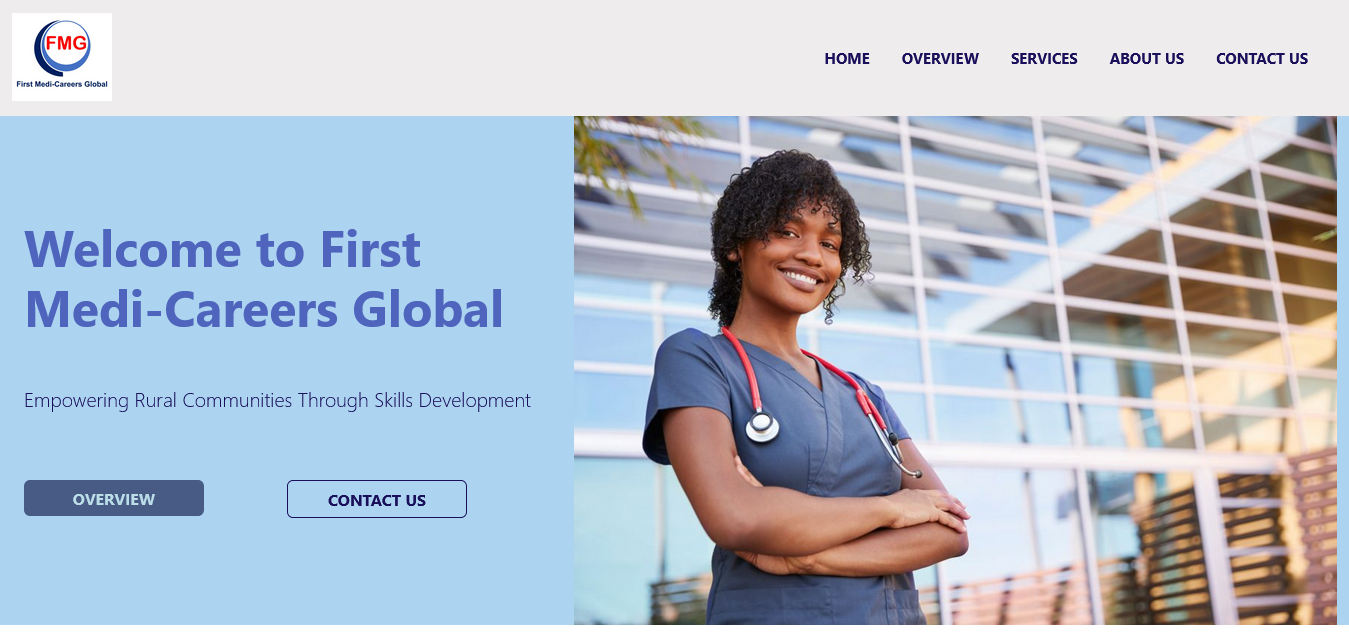 FMG
First Medi-Careers Global
HOME
OVERVIEW
SERVICES
ABOUT US
CONTACT US
Welcome to First
Medi-Careers Global
Empowering Rural Communities Through Skills Development
OVERVIEW
CONTACT US